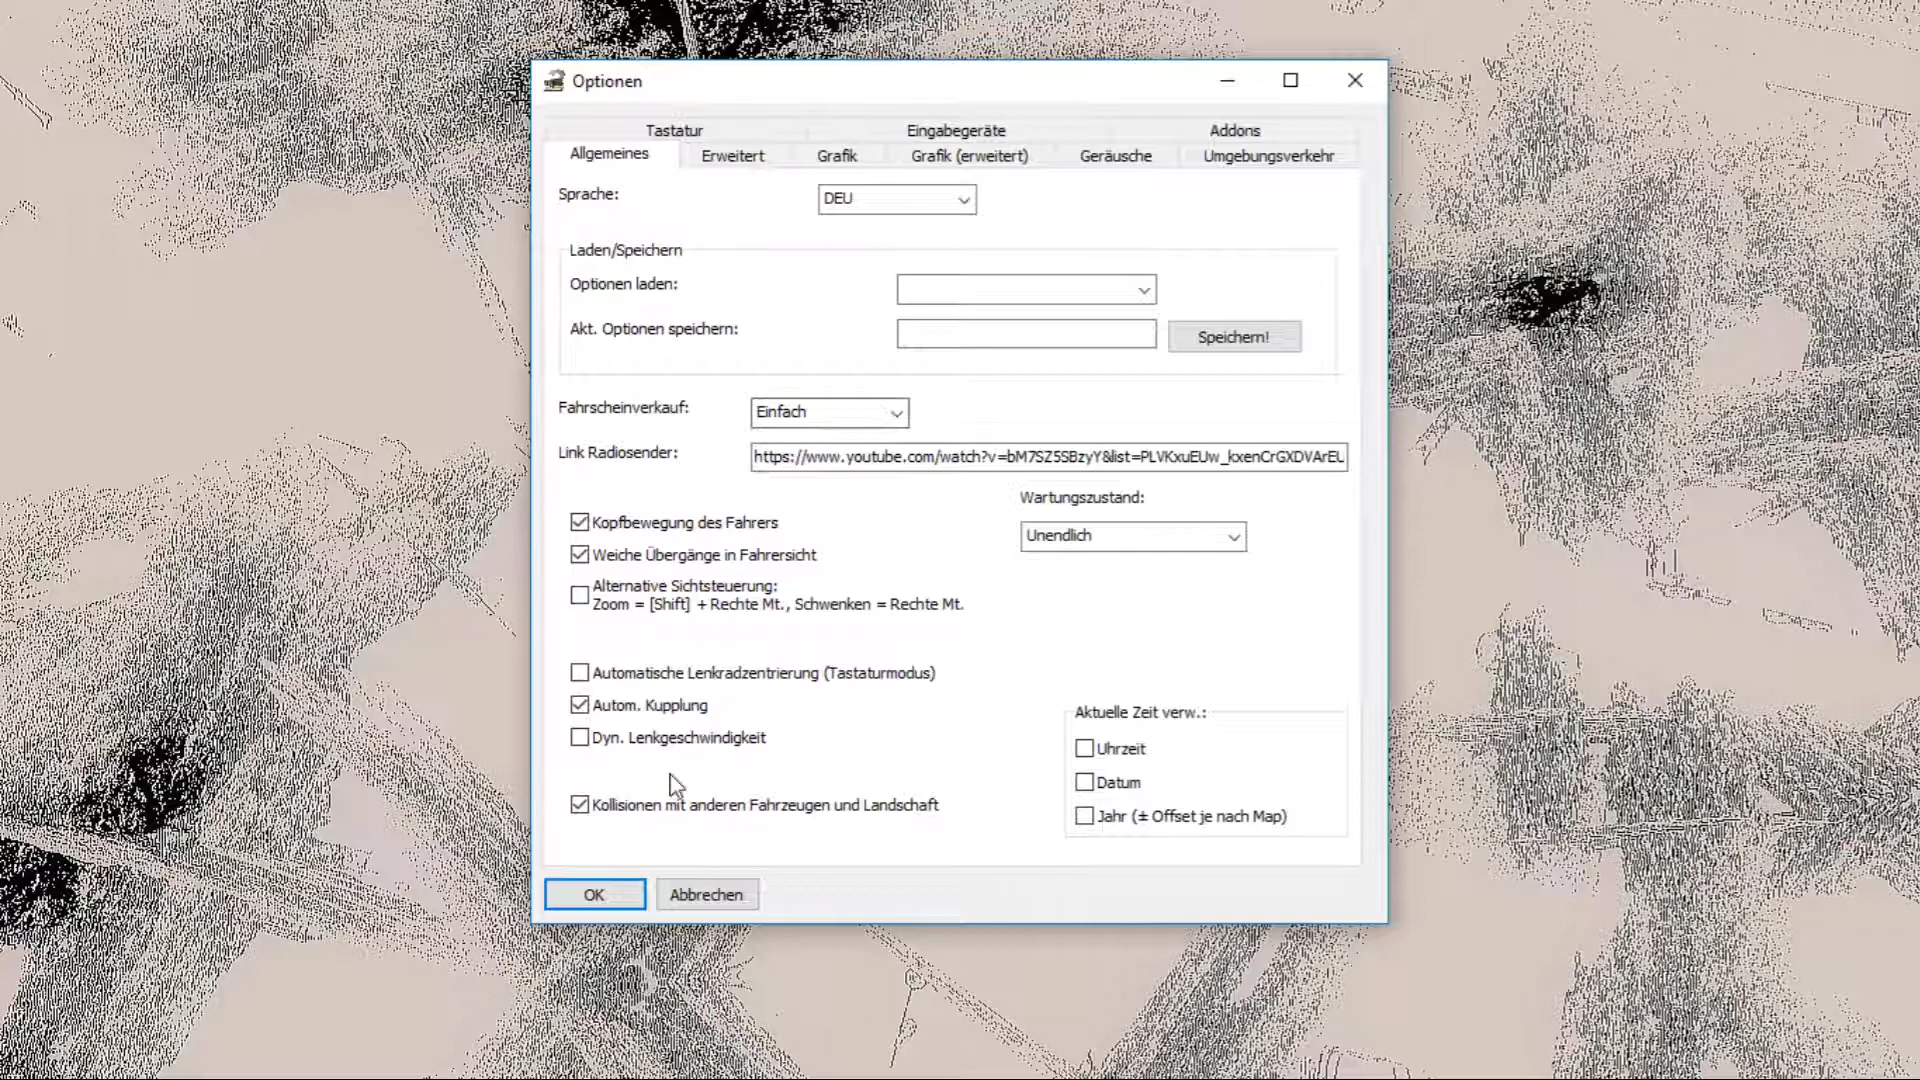 Optionen
Tastatur Eingabegeräte Addons
Allgemeines Erweitert Grafik Grafik (erweitert) Geräusche Umgebungsverkehr
Sprache: DEU
Laden/Speichern
Optionen laden:
Akt. Optionen speichern: Speichern!
Fahrscheinverkauf: Einfach
Link Radiosender: https://www.youtube.com/watch?v=bM7SZ5SBzyY&list=PLVKxuEUw_kxenCrGXDVArEL
Wartungszustand:
Kopfbewegung des Fahrers
Unendlich
Weiche Übergänge in Fahrersicht
Alternative Sichtsteuerung:
Zoom = [Shift] + Rechte Mt., Schwenken = Rechte Mt.
Automatische Lenkradzentrierung (Tastaturmodus)
Autom. Kupplung
Dyn. Lenkgeschwindigkeit
Kollisionen mit anderen Fahrzeugen und Landschaft
Aktuelle Zeit verw.:
Uhrzeit
Datum
Jahr (± Offset je nach Map)
OK Abbrechen